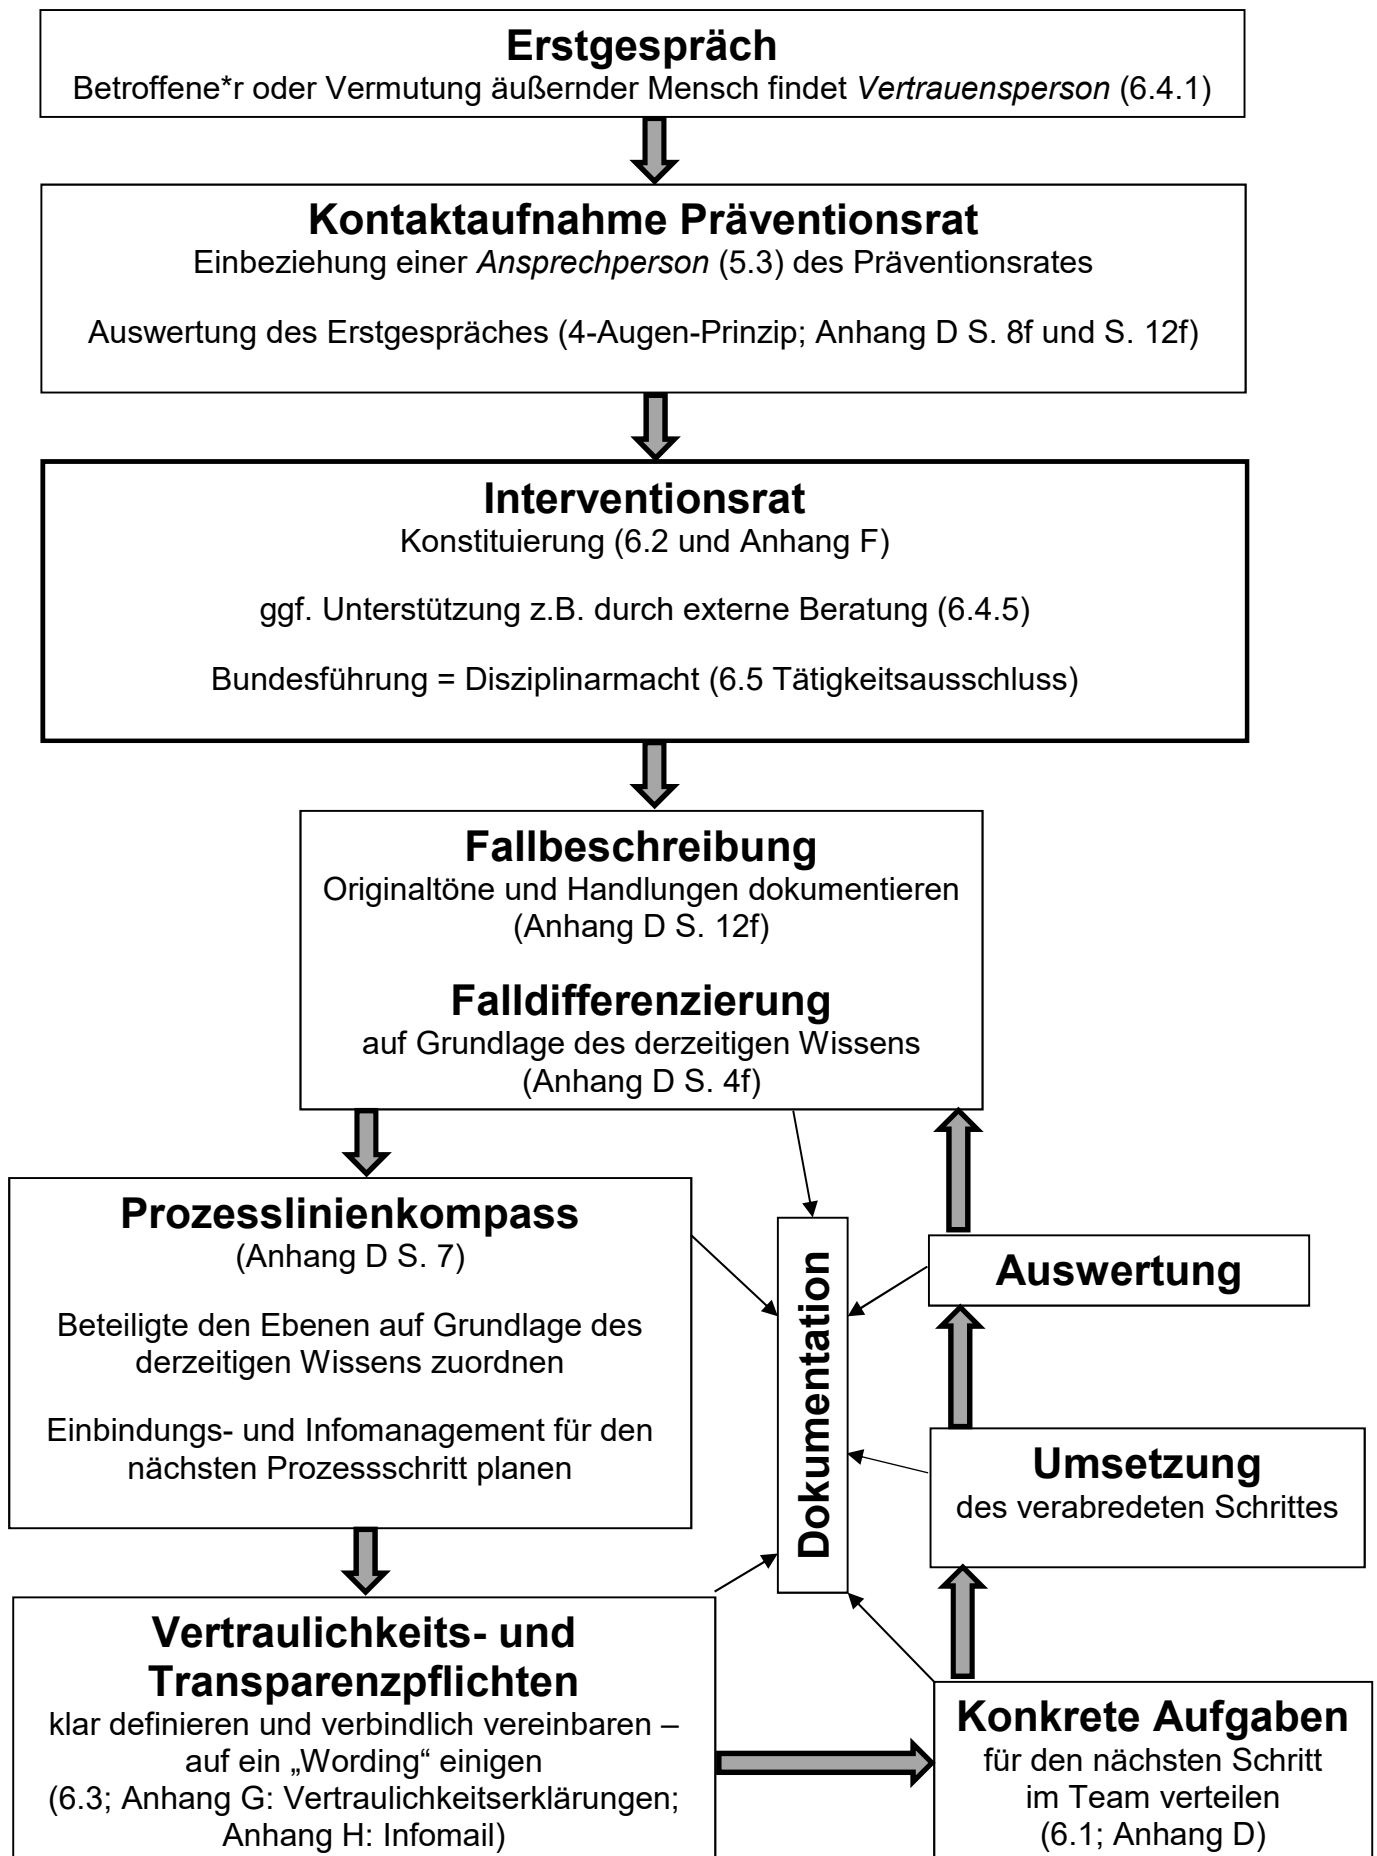 Erstgespräch
Betroffene*r oder Vermutung äußernder Mensch findet Vertrauensperson (6.4.1)
Kontaktaufnahme Präventionsrat
Einbeziehung einer Ansprechperson (5.3) des Präventionsrates
Auswertung des Erstgespräches (4-Augen-Prinzip; Anhang D S. 8f und S. 12f)
Interventionsrat
Konstituierung (6.2 und Anhang F)
ggf. Unterstützung z.B. durch externe Beratung (6.4.5)
Bundesführung = Disziplinarmacht (6.5 Tätigkeitsausschluss)
Fallbeschreibung
Originaltöne und Handlungen dokumentieren
(Anhang D S. 12f)
Falldifferenzierung
auf Grundlage des derzeitigen Wissens
(Anhang D S. 4f)
Prozesslinienkompass
(Anhang D S. 7)
Beteiligte den Ebenen auf Grundlage des
derzeitigen Wissens zuordnen
Einbindungs- und Infomanagement für den
nächsten Prozessschritt planen
Vertraulichkeits- und
Transparenzpflichten
klar definieren und verbindlich vereinbaren –
auf ein „Wording“ einigen
(6.3; Anhang G: Vertraulichkeitserklärungen;
Anhang H: Infomail)
Dokumentation
Auswertung
Umsetzung
des verabredeten Schrittes
Konkrete Aufgaben
für den nächsten Schritt
im Team verteilen
(6.1; Anhang D)